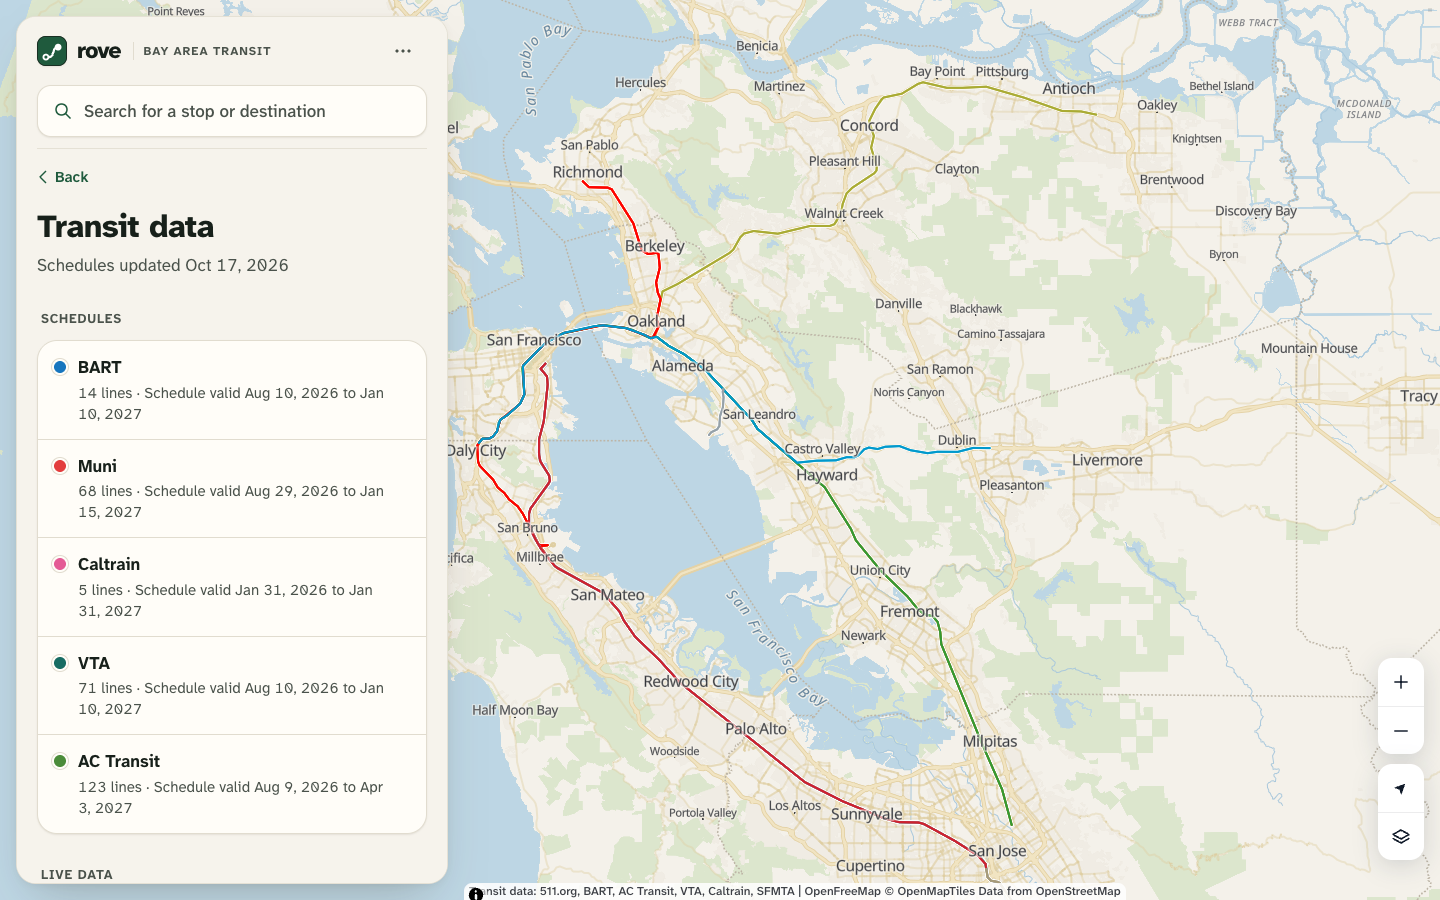 rove
BAY AREA TRANSIT
Search for a stop or destination
Back
Transit data
Schedules updated Oct 17, 2026
SCHEDULES
BART
14 lines · Schedule valid Aug 10, 2026 to Jan
10, 2027
Muni
68 lines · Schedule valid Aug 29, 2026 to Jan
15, 2027
Caltrain
5 lines · Schedule valid Jan 31, 2026 to Jan
31, 2027
VTA
71 lines · Schedule valid Aug 10, 2026 to Jan
10, 2027
AC Transit
123 lines · Schedule valid Aug 9, 2026 to Apr
3, 2027
LIVE DATA
Point Reyes
San Pablo Bay
WEBB TRACT
Benicia
Hercules
Martinez
Bay Point
Pittsburg
Antioch
Bethel Island
Oakley
MCDONALD
ISLAND
el
Concord
San Pablo
Knightsen
Richmond
Pleasant Hill
Clayton
Brentwood
Walnut Creek
Discovery Bay
Berkeley
Byron
Danville
Blackhawk
Oakland
San Francisco
Camino Tassajara
Mountain House
Alameda
San Ramon
Norris Canyon
Tracy
San Leandro
Daly City
Castro Valley
Dublin
Livermore
Hayward
Pleasanton
San Bruno
Millbrae
ifica
Union City
San Mateo
San Francisco Bay
Fremont
Newark
Redwood City
Half Moon Bay
Palo Alto
Milpitas
Woodside
Los Altos
Portola Valley
Sunnyvale
San Jose
Cupertino
nsit data: 511.org, BART, AC Transit, VTA, Caltrain, SFMTA | OpenFreeMap © OpenMapTiles Data from OpenStreetMap